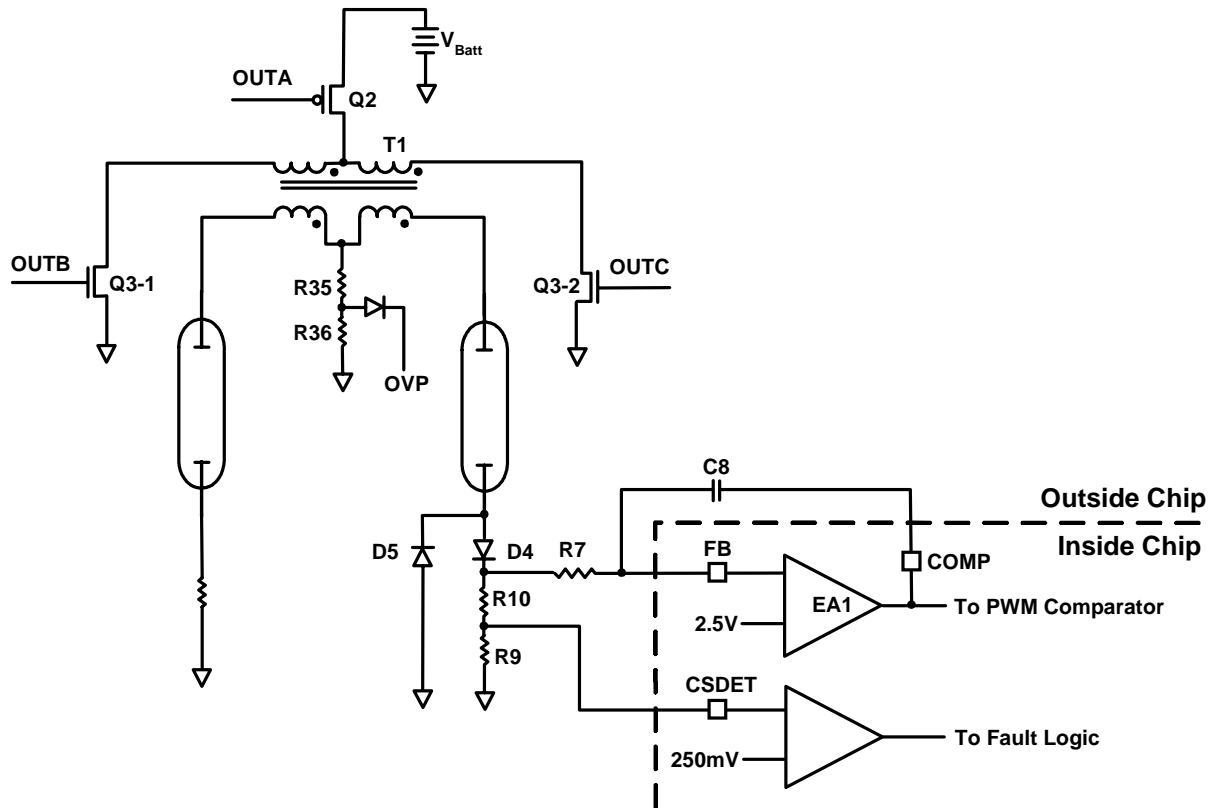 V Batt
OUTA
Q2
T1
OUTB
Q3-1
R35
R36
OVP
Q3-2
OUTC
C8
Outside Chip
Inside Chip
D5
D4
R7
FB
COMP
R10
EA1
To PWM Comparator
2.5V
R9
CSDET
To Fault Logic
250mV